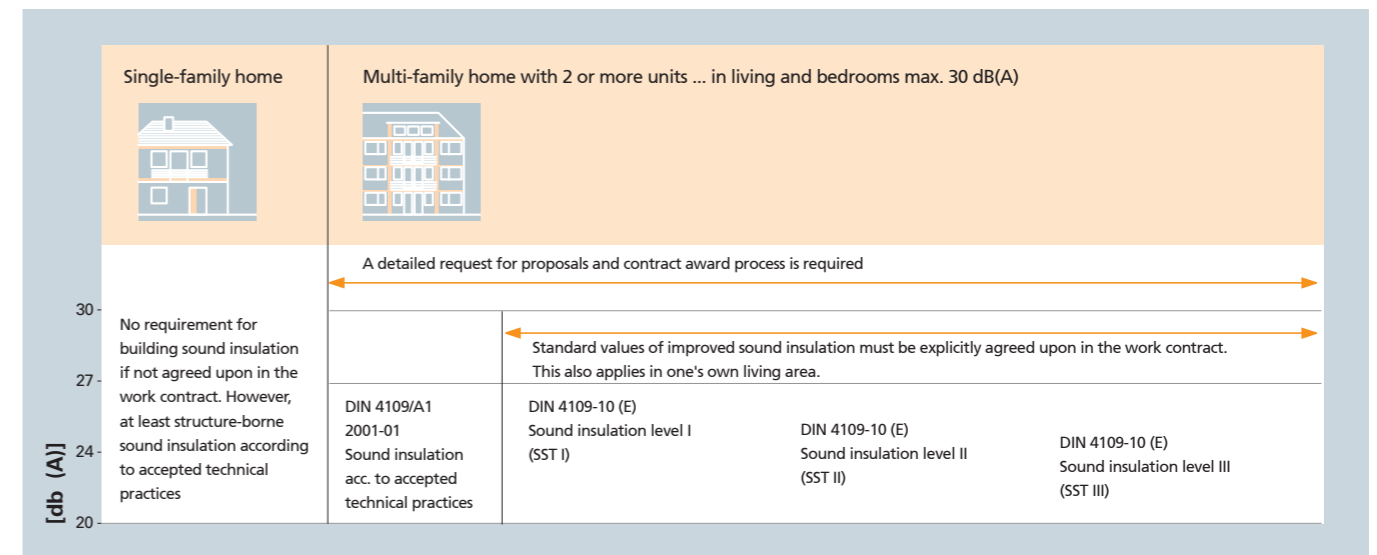 Single-family home
Multi-family home with 2 or more units ... in living and bedrooms max. 30 dB(A)
A detailed request for proposals and contract award process is required
[db (A)]
30 -
27 -
24 -
20 -
No requirement for
building sound insulation
if not agreed upon in the
work contract. However,
at least structure-borne
sound insulation according
to accepted technical
practices
Standard values of improved sound insulation must be explicitly agreed upon in the work contract.
This also applies in one's own living area.
DIN 4109/A1
2001-01
Sound insulation
acc. to accepted
technical practices
DIN 4109-10 (E)
Sound insulation level I
(SST I)
DIN 4109-10 (E)
Sound insulation level II
(SST II)
DIN 4109-10 (E)
Sound insulation level III
(SST III)